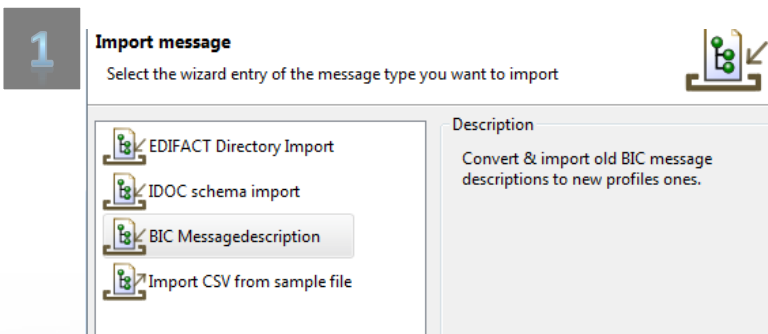 1
Import message
Select the wizard entry of the message type you want to import
EDIFACT Directory Import
IDOC schema import
BIC Messagedescription
Import CSV from sample file
Description
Convert & import old BIC message
descriptions to new profiles ones.